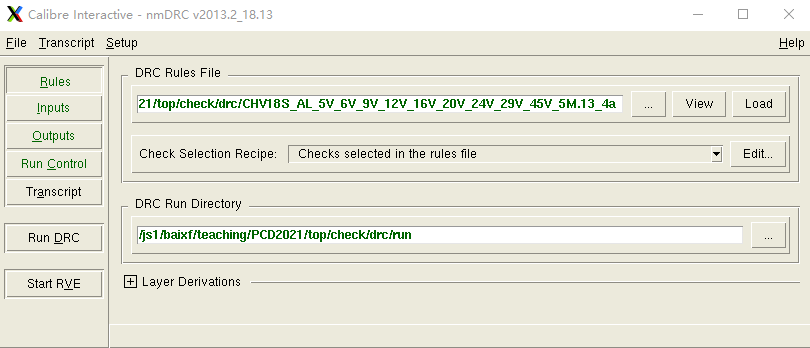 Calibre Interactive - nmDRC v2013.2_18.13
File Transcript Setup Help
Rules
Inputs
Outputs
Run Control
Transcript
Run DRC
Start RVE
DRC Rules File
21/top/check/drc/CHV18S_AL_5V_6V_9V_12V_16V_20V_24V_29V_45V_5M.13_4a
... View Load
Check Selection Recipe: Checks selected in the rules file Edit...
DRC Run Directory
/js1/baixf/teaching/PCD2021/top/check/drc/run ...
Layer Derivations